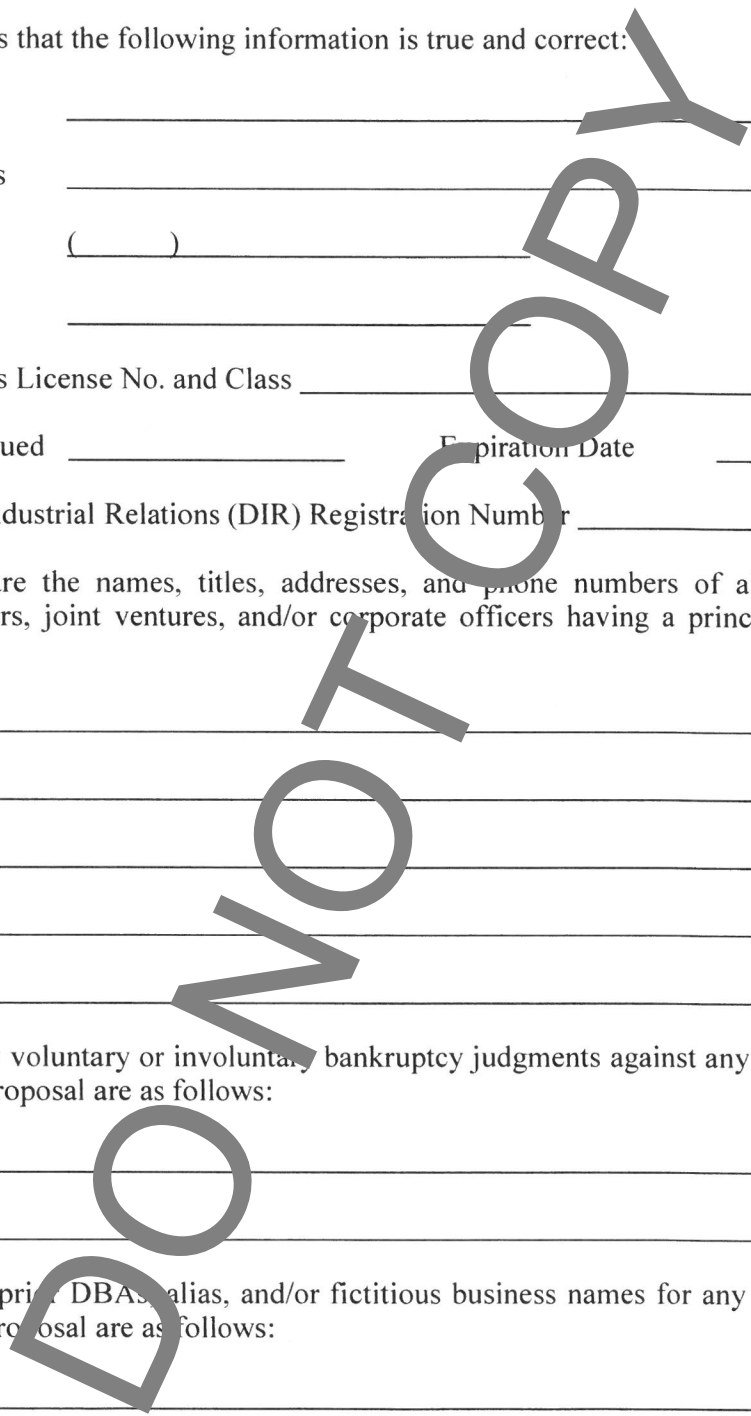 s that the following information is true and correct:
s
( )
s License No. and Class
ued Expiration Date
dustrial Relations (DIR) Registration Number
re the names, titles, addresses, and phone numbers of a
rs, joint ventures, and/or corporate officers having a princ
voluntary or involuntary bankruptcy judgments against any
roposal are as follows:
prior DBAs, alias, and/or fictitious business names for any
roposal are as follows:
DO NOT COPY